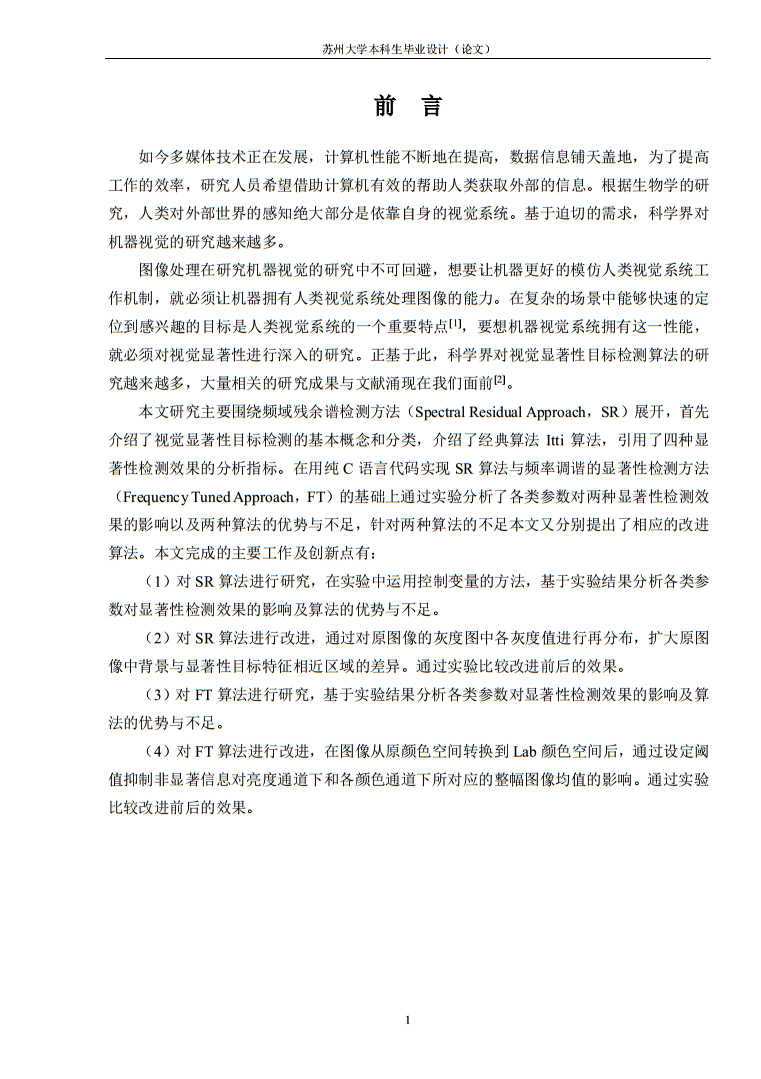 苏州大学本科生毕业设计（论文）
前 言
如今多媒体技术正在发展，计算机性能不断地在提高，数据信息铺天盖地，为了提高
工作的效率，研究人员希望借助计算机有效的帮助人类获取外部的信息。根据生物学的研
究，人类对外部世界的感知绝大部分是依靠自身的视觉系统。基于迫切的需求，科学界对
机器视觉的研究越来越多。
图像处理在研究机器视觉的研究中不可回避，想要让机器更好的模仿人类视觉系统工
作机制，就必须让机器拥有人类视觉系统处理图像的能力。在复杂的场景中能够快速的定
位到感兴趣的目标是人类视觉系统的一个重要特点[1]，要想机器视觉系统拥有这一性能，
就必须对视觉显著性进行深入的研究。正基于此，科学界对视觉显著性目标检测算法的研
究越来越多，大量相关的研究成果与文献涌现在我们面前[2]。
本文研究主要围绕频域残余谱检测方法（Spectral Residual Approach，SR）展开，首先
介绍了视觉显著性目标检测的基本概念和分类，介绍了经典算法 Itti 算法，引用了四种显
著性检测效果的分析指标。在用纯 C 语言代码实现 SR 算法与频率调谐的显著性检测方法
（Frequency Tuned Approach，FT）的基础上通过实验分析了各类参数对两种显著性检测效
果的影响以及两种算法的优势与不足，针对两种算法的不足本文又分别提出了相应的改进
算法。本文完成的主要工作及创新点有：
（1）对 SR 算法进行研究，在实验中运用控制变量的方法，基于实验结果分析各类参
数对显著性检测效果的影响及算法的优势与不足。
（2）对 SR 算法进行改进，通过对原图像的灰度图中各灰度值进行再分布，扩大原图
像中背景与显著性目标特征相近区域的差异。通过实验比较改进前后的效果。
（3）对 FT 算法进行研究，基于实验结果分析各类参数对显著性检测效果的影响及算
法的优势与不足。
（4）对 FT 算法进行改进，在图像从原颜色空间转换到 Lab 颜色空间后，通过设定阈
值抑制非显著信息对亮度通道下和各颜色通道下所对应的整幅图像均值的影响。通过实验
比较改进前后的效果。
1